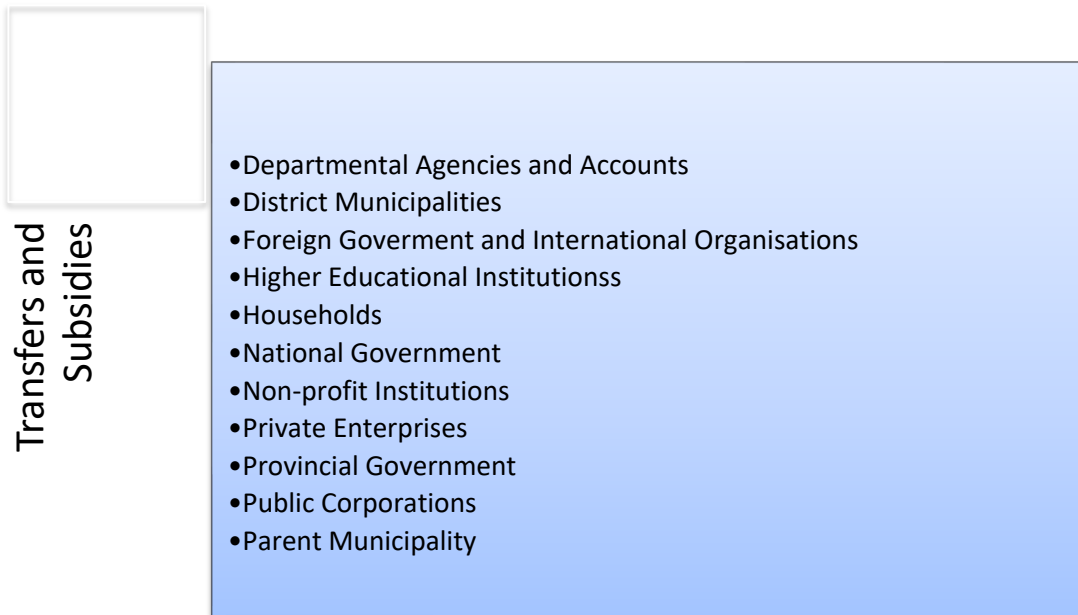 Transfers and
Subsidies
•Departmental Agencies and Accounts
•District Municipalities
•Foreign Goverment and International Organisations
•Higher Educational Institutionss
•Households
•National Government
•Non-profit Institutions
•Private Enterprises
•Provincial Government
•Public Corporations
•Parent Municipality